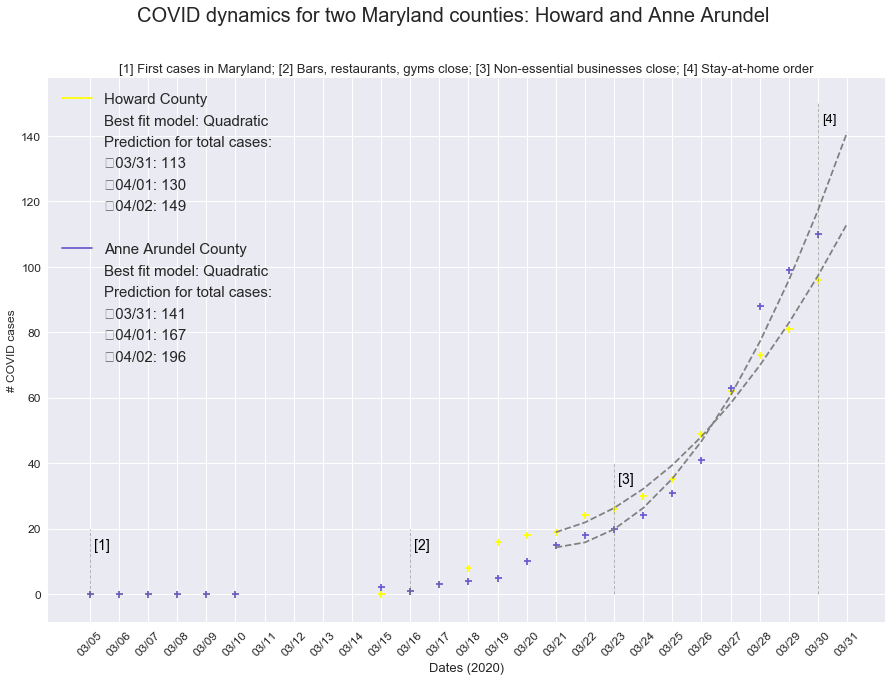 COVID dynamics for two Maryland counties: Howard and Anne Arundel
[1] First cases in Maryland; [2] Bars, restaurants, gyms close; [3] Non-essential businesses close; [4] Stay-at-home order
Howard County
Best fit model: Quadratic
Prediction for total cases:
03/31: 113
04/01: 130
04/02: 149
Anne Arundel County
Best fit model: Quadratic
Prediction for total cases:
03/31: 141
04/01: 167
04/02: 196
[4]
[3]
[1]
[2]
# COVID cases
140
120
100
80
60
40
20
0
03/05 03/06 03/07 03/08 03/09 03/10 03/11 03/12 03/13 03/14 03/15 03/16 03/17 03/18 03/19 03/20 03/21 03/22 03/23 03/24 03/25 03/26 03/27 03/28 03/29 03/30 03/31
Dates (2020)